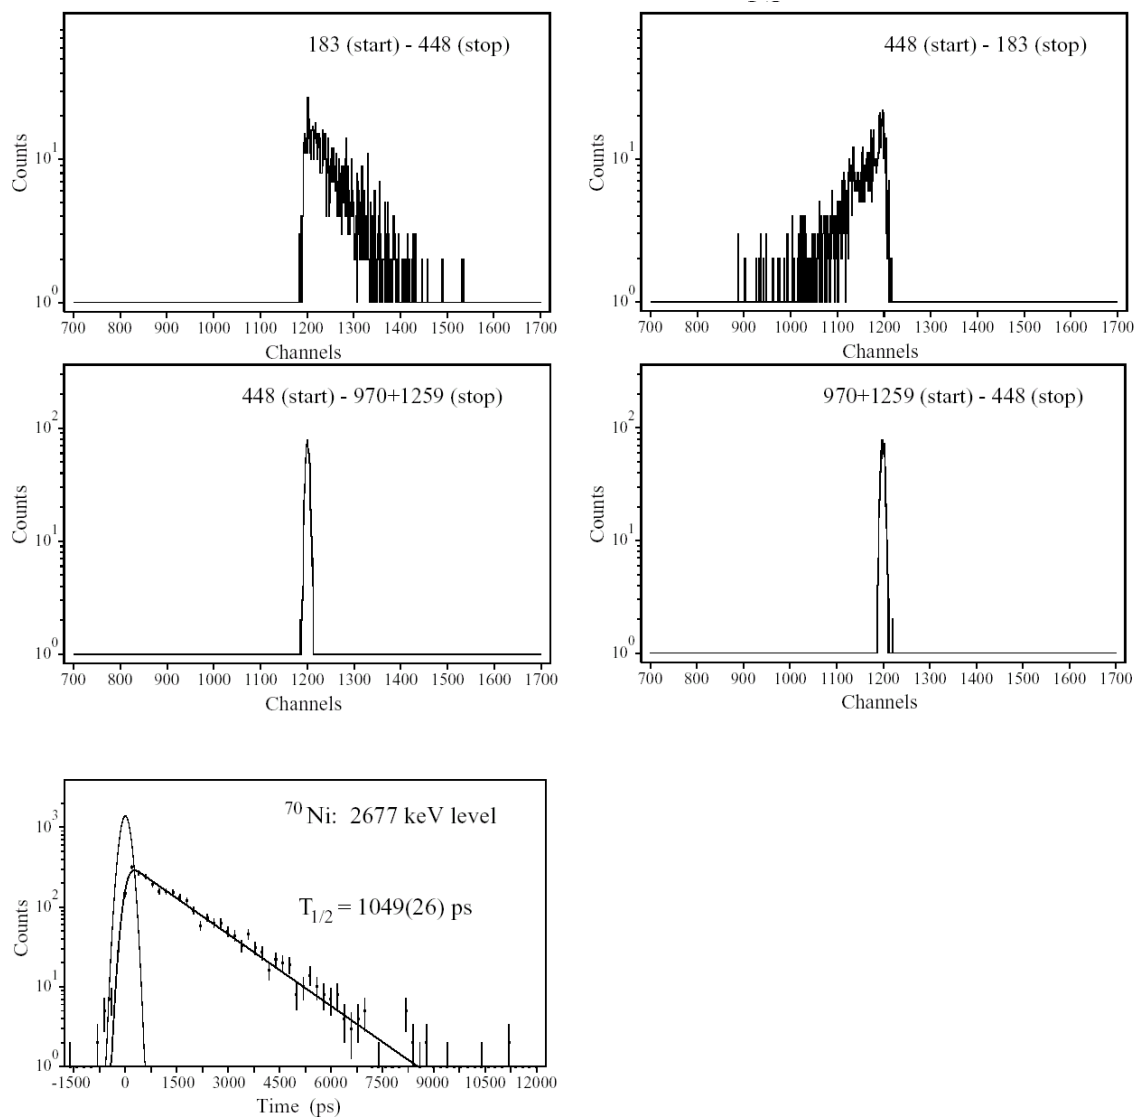 183 (start) - 448 (stop)
Counts
10^1
10^0
700 800 900 1000 1100 1200 1300 1400 1500 1600 1700
Channels
448 (start) - 183 (stop)
Counts
10^1
10^0
700 800 900 1000 1100 1200 1300 1400 1500 1600 1700
Channels
448 (start) - 970+1259 (stop)
Counts
10^2
10^1
10^0
700 800 900 1000 1100 1200 1300 1400 1500 1600 1700
Channels
970+1259 (start) - 448 (stop)
Counts
10^2
10^1
10^0
700 800 900 1000 1100 1200 1300 1400 1500 1600 1700
Channels
^70 Ni: 2677 keV level
T_1/2 = 1049(26) ps
Counts
10^3
10^2
10^1
10^0
-1500 0 1500 3000 4500 6000 7500 9000 10500 12000
Time (ps)